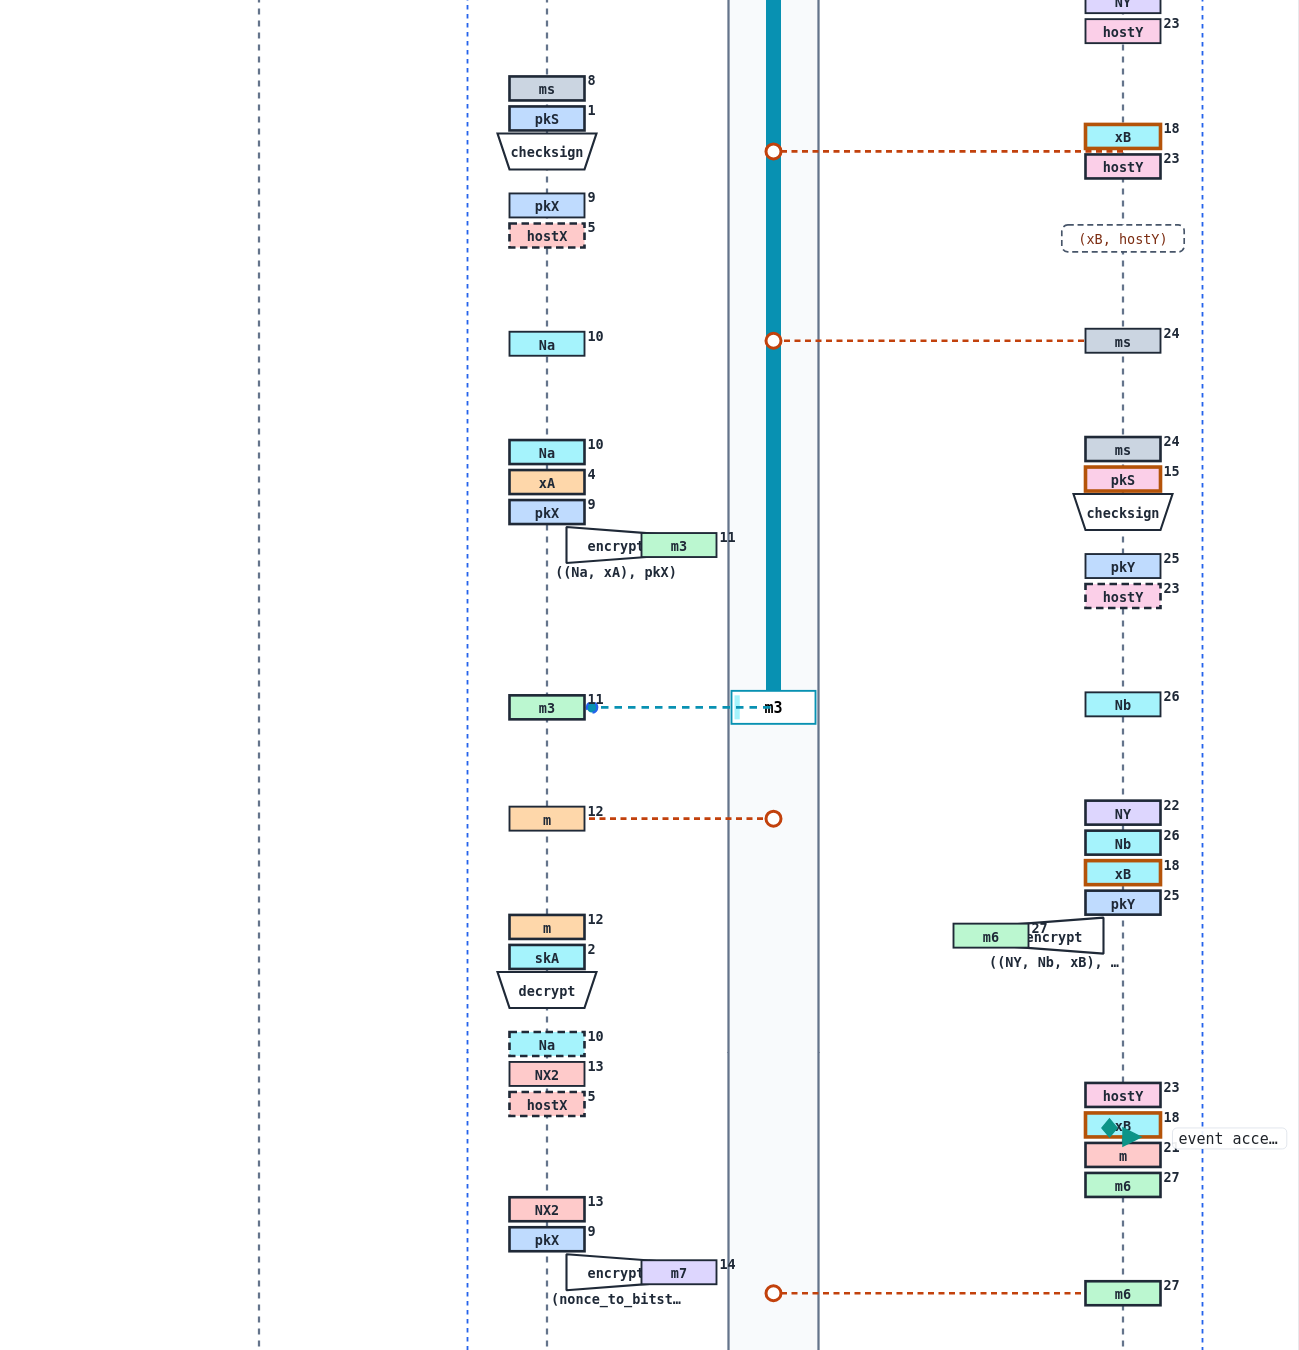 NY
hostY 23
ms 8
pkS 1
checksign
pkX 9
hostX 5
Na 10
Na 10
xA 4
pkX 9
encrypt m3 11
((Na, xA), pkX)
m3 11
m3
m 12
m 12
skA 2
decrypt
Na 10
NX2 13
hostX 5
NX2 13
pkX 9
encrypt m7 14
(nonce_to_bitst…
xB 18
hostY 23
(xB, hostY)
ms 24
ms 24
pkS 15
checksign
pkY 25
hostY 23
Nb 26
NY 22
Nb 26
xB 18
pkY 25
m6 27 encrypt
((NY, Nb, xB), …
hostY 23
xB 18
event acce…
m 21
m6 27
m6 27